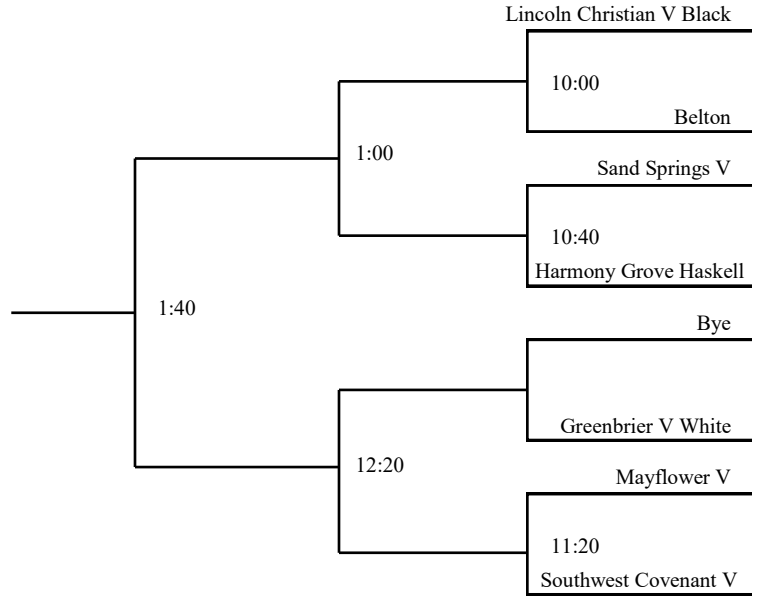 Lincoln Christian V Black
10:00
Belton
1:00
Sand Springs V
10:40
Harmony Grove Haskell
1:40
Bye
Greenbrier V White
12:20
Mayflower V
11:20
Southwest Covenant V